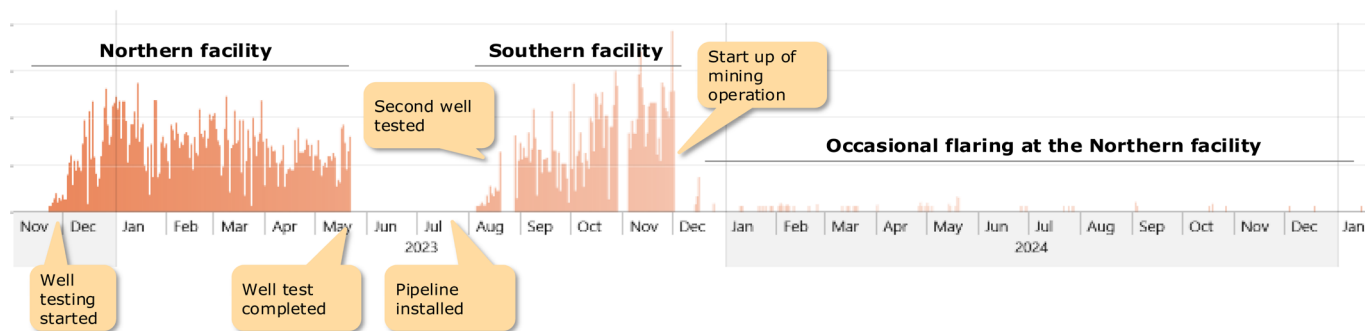 Northern facility
Southern facility
Start up of
mining
operation
Second well
tested
Occasional flaring at the Northern facility
Nov Dec Jan Feb Mar Apr May Jun Jul Aug Sep Oct Nov Dec Jan Feb Mar Apr May Jun Jul Aug Sep Oct Nov Dec Jan
2023 2024
Well
testing
started
Well test
completed
Pipeline
installed